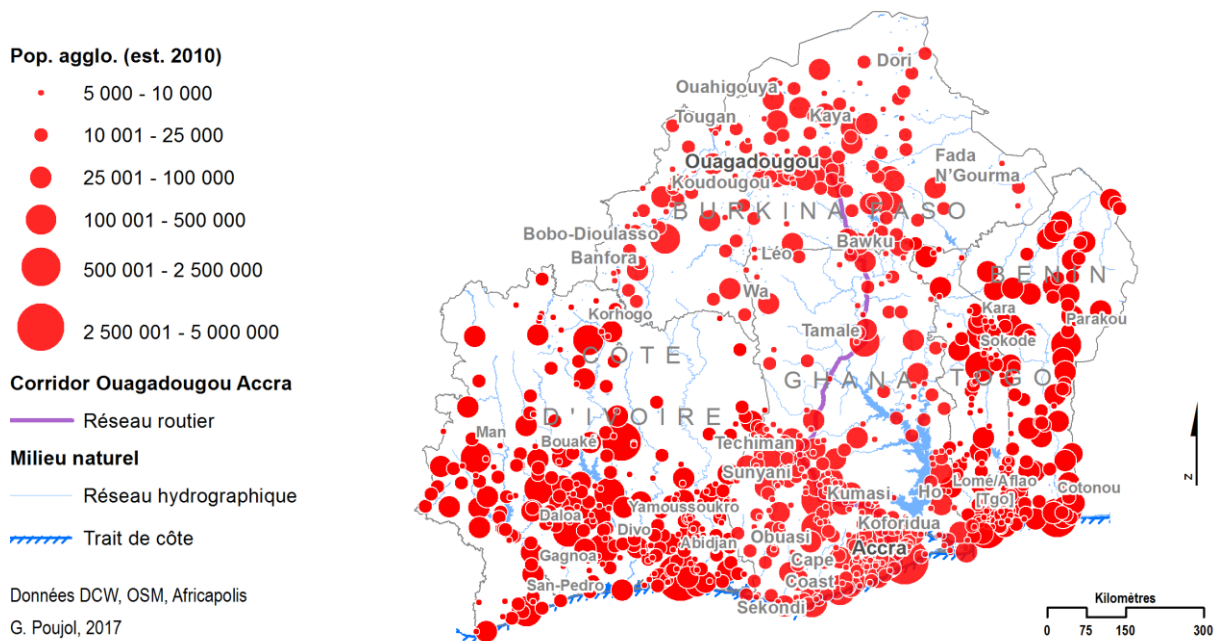 Pop. agglo. (est. 2010)
5 000 - 10 000
10 001 - 25 000
25 001 - 100 000
100 001 - 500 000
500 001 - 2 500 000
2 500 001 - 5 000 000
Corridor Ouagadougou Accra
Réseau routier
Milieu naturel
Réseau hydrographique
Trait de côte
Données DCW, OSM, Africapolis
G. Poujol, 2017
Dori
Ouahigouya
Tougan
Kaya
Ouagadougou
Fada
N'Gourma
Koudougou
BURKINA FASO
Bobo-Dioulasso
Bawku
Banfora
Léo
BENIN
Wa
Kara
Korhogo
Parakou
Tamale
Sokode
CÔTE
GHANA
TOGO
D'IVOIRE
Man
Bouaké
Techiman
Sunyani
Lomé/Aflao
[Tgo]
Cotonou
Kumasi
Ho
Yamoussoukro
Daloa
Divo
Koforidua
Obuasi
Abidjan
Accra
Gagnoa
Cape
Coast
San-Pedro
Sekondi
N
Kilomètres
0 75 150 300